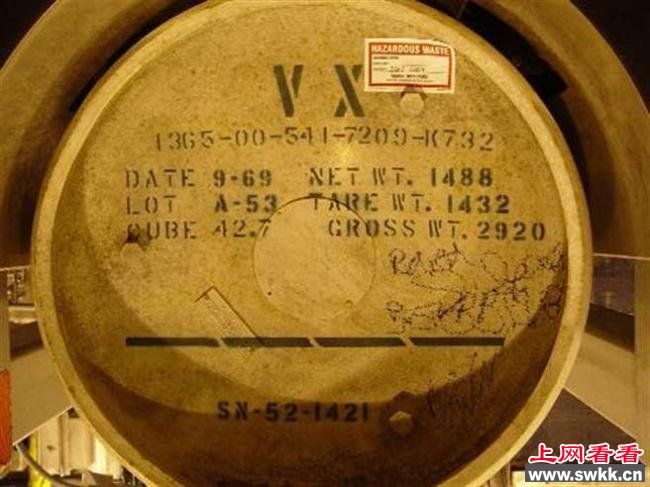 HAZARDOUS WASTE
VX
1365-00-541-7209-K732
DATE 9-69 NET WT. 1488
LOT A-53 TARE WT. 1432
CUBE 42.7 GROSS WT. 2920
SN-52-1421
上网看看
www.swkk.cn